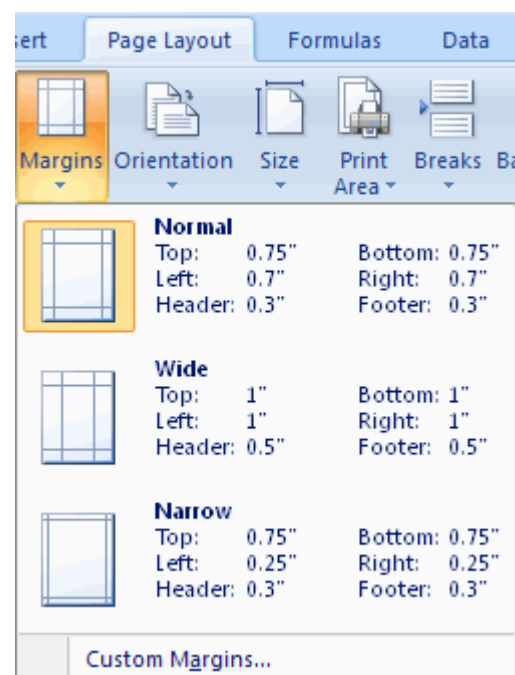 Page Layout Formulas Data
Margins Orientation Size Print Area Breaks
Normal
Top: 0.75" Bottom: 0.75"
Left: 0.7" Right: 0.7"
Header: 0.3" Footer: 0.3"
Wide
Top: 1" Bottom: 1"
Left: 1" Right: 1"
Header: 0.5" Footer: 0.5"
Narrow
Top: 0.75" Bottom: 0.75"
Left: 0.25" Right: 0.25"
Header: 0.3" Footer: 0.3"
Custom Margins...